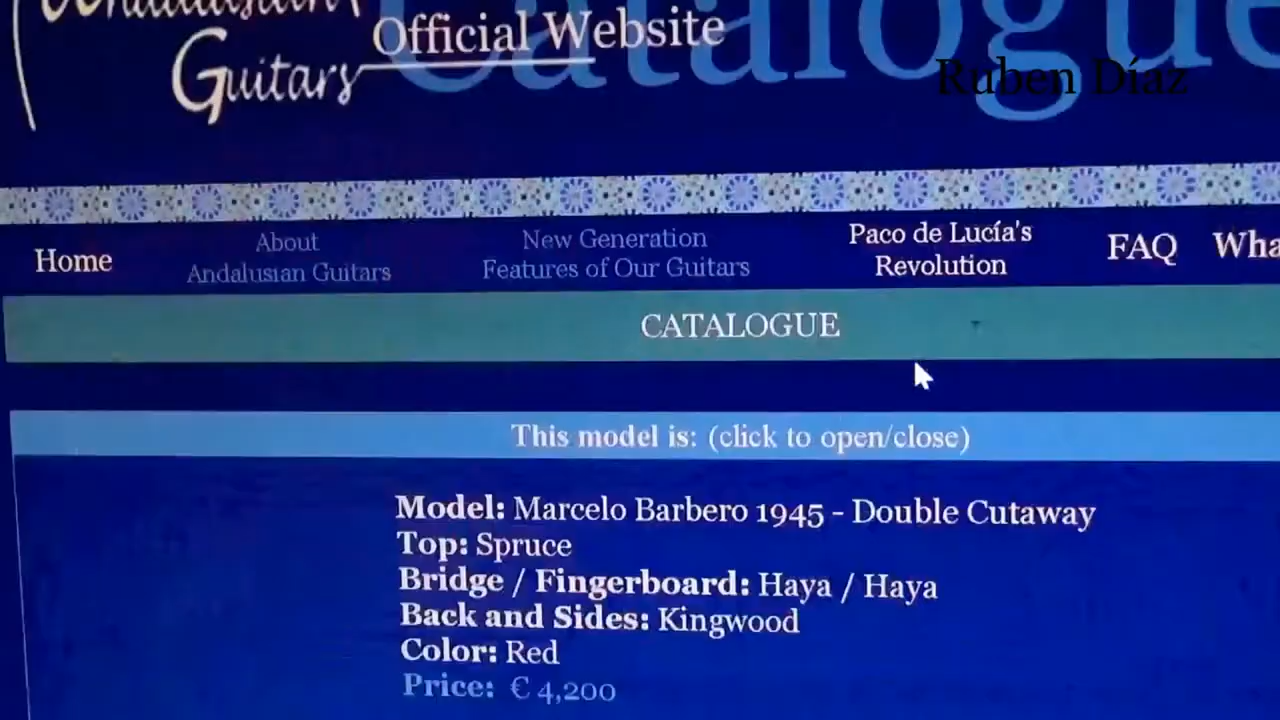 Guitars
Official Website
Catalogue
Ruben Díaz
Home
About
Andalusian Guitars
New Generation
Features of Our Guitars
Paco de Lucía's
Revolution
FAQ
CATALOGUE
This model is: (click to open/close)
Model: Marcelo Barbero 1945 - Double Cutaway
Top: Spruce
Bridge / Fingerboard: Haya / Haya
Back and Sides: Kingwood
Color: Red
Price: € 4,200